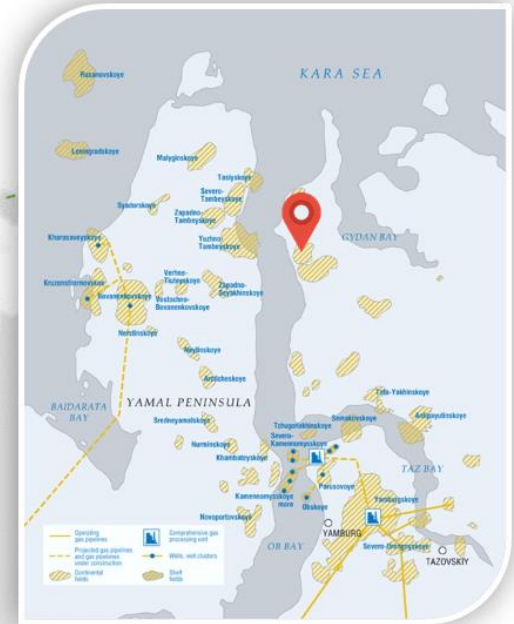 KARA SEA
Rusanovskoye
Leningradskoye
Malyginskoye
Tasiyskoye
Severo-
Tambeyskoye
Syadorskoye
Zapadno-
Tambeyskoye
Kharasaveyskoye
Yuzhno-
Tambeyskoye
GYDAN BAY
Kruzenshternovskoye
Bovanenkovskoye
Verhne-
Tiuteyskoye
Zapadno-
Seyakhinskoye
Vostochno-
Bovanenkovskoye
Nerstinskoye
Neytinskoye
Arkticheskoye
YAMAL PENINSULA
BAIDARATA
BAY
Sredneyamalskoye
Tchugoriakhinskoye
Semakovskoye
Tota-Yakhinskoye
Antipayutinskoye
Severo-
Kamennomysskoye
Nurminskoye
Khambateyskoye
TAZ BAY
Kamennomysskoye
more
Parusovoye
Obskoye
Yamburgskoye
Novoportovskoye
YAMBURG
OB BAY
Severo-Urengoyskoye
TAZOVSKIY
Operating
gas pipelines
Projected gas pipelines
and gas pipelines
under construction
Continental
fields
Comprehensive gas
processing unit
Wells, well clusters
Shelf
fields